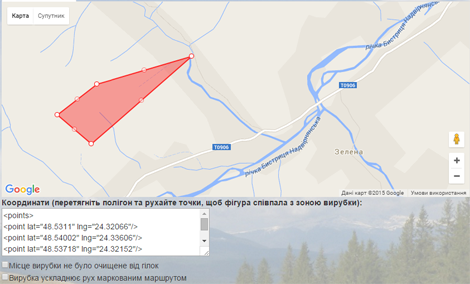 Карта Супутник
річка Бистриця Надвірнянська
T0906
T0906
T0906
річка Бистриця-Надвірнянська
Зелена
Google
Дані карт ©2015 Google Умови використання
Координати (перетягніть полігон та рухайте точки, щоб фігура співпала з зоною вирубки):
<points>
<point lat="48.5311" lng="24.32066"/>
<point lat="48.54002" lng="24.33606"/>
<point lat="48.53718" lng="24.32152"/>
Місце вирубки не було очищене від гілок
Вирубка ускладнює рух маркованим маршрутом